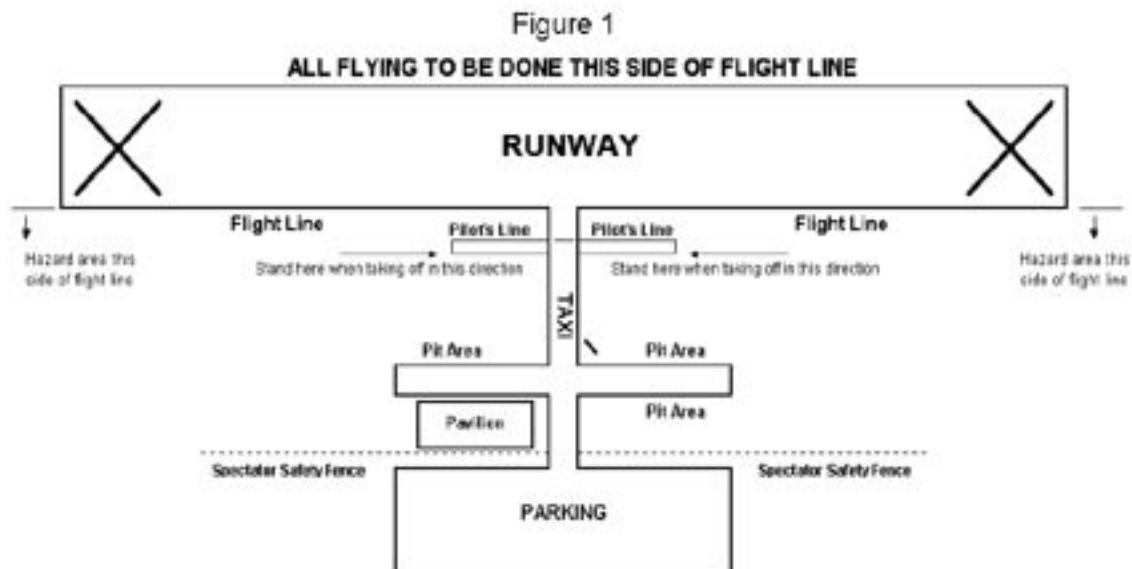 Figure 1
ALL FLYING TO BE DONE THIS SIDE OF FLIGHT LINE
RUNWAY
Flight Line
Flight Line
Pilot's Line
Pilot's Line
Hazard area this
side of flight line
Stand here when taking off in this direction
Stand here when taking off in this direction
Hazard area this
side of flight line
TAXI
Pit Area
Pit Area
Pavilion
Pit Area
Spectator Safety Fence
Spectator Safety Fence
PARKING